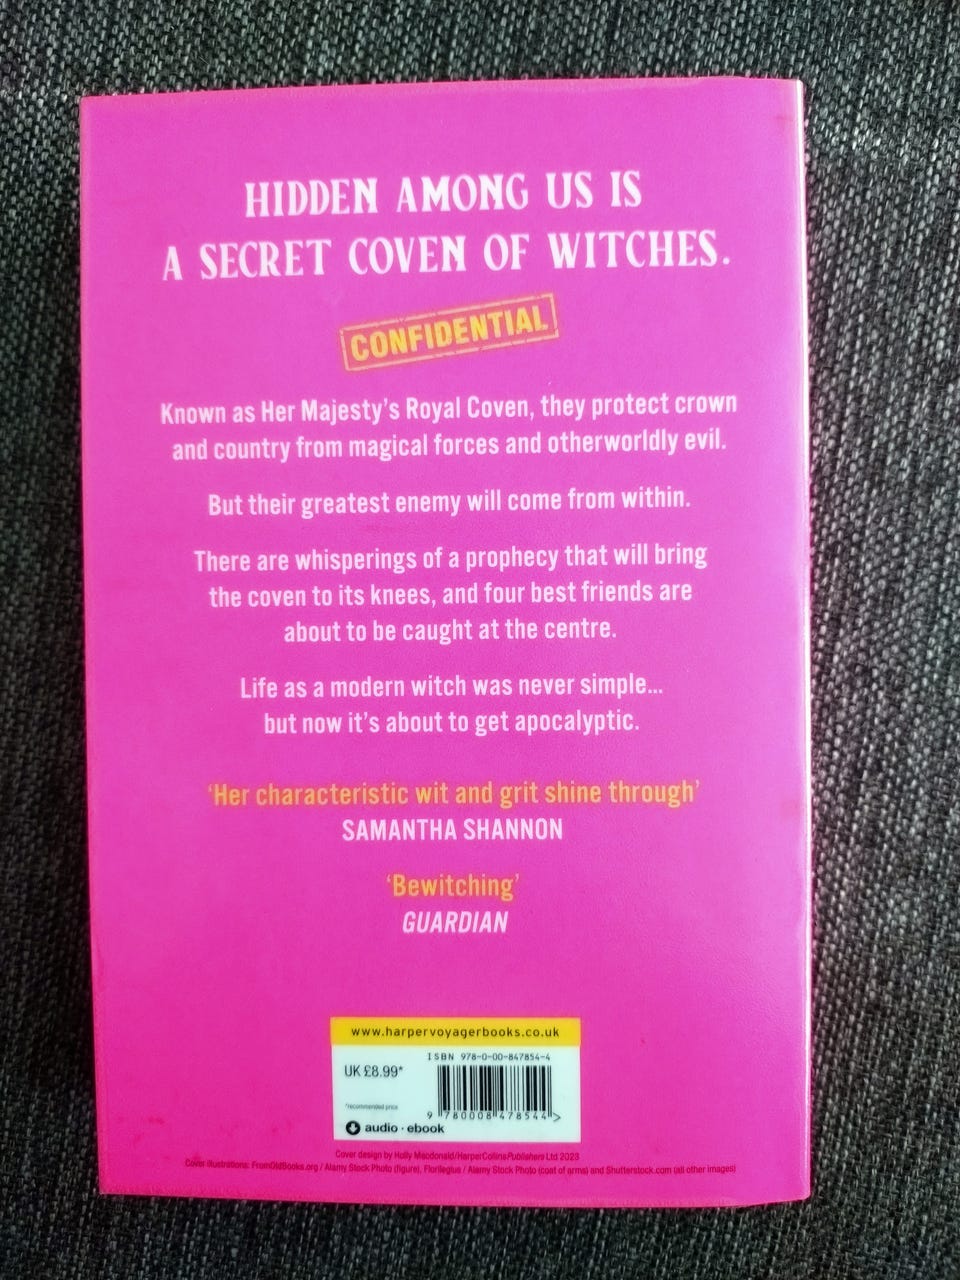 HIDDEN AMONG US IS
A SECRET COVEN OF WITCHES.
CONFIDENTIAL
Known as Her Majesty's Royal Coven, they protect crown
and country from magical forces and otherworldly evil.
But their greatest enemy will come from within.
There are whisperings of a prophecy that will bring
the coven to its knees, and four best friends are
about to be caught at the centre.
Life as a modern witch was never simple...
but now it's about to get apocalyptic.
'Her characteristic wit and grit shine through'
SAMANTHA SHANNON
'Bewitching'
GUARDIAN
www.harpervoyagerbooks.co.uk
ISBN 978-0-00-847854-4
UK £8.99*
*recommended price
9 780008 478544 >
audio · ebook
Cover design by Holly Macdonald/HarperCollinsPublishers Ltd 2023
Cover illustrations: FromOldBooks.org / Alamy Stock Photo (figure), Florilegius / Alamy Stock Photo (coat of arms) and Shutterstock.com (all other images)